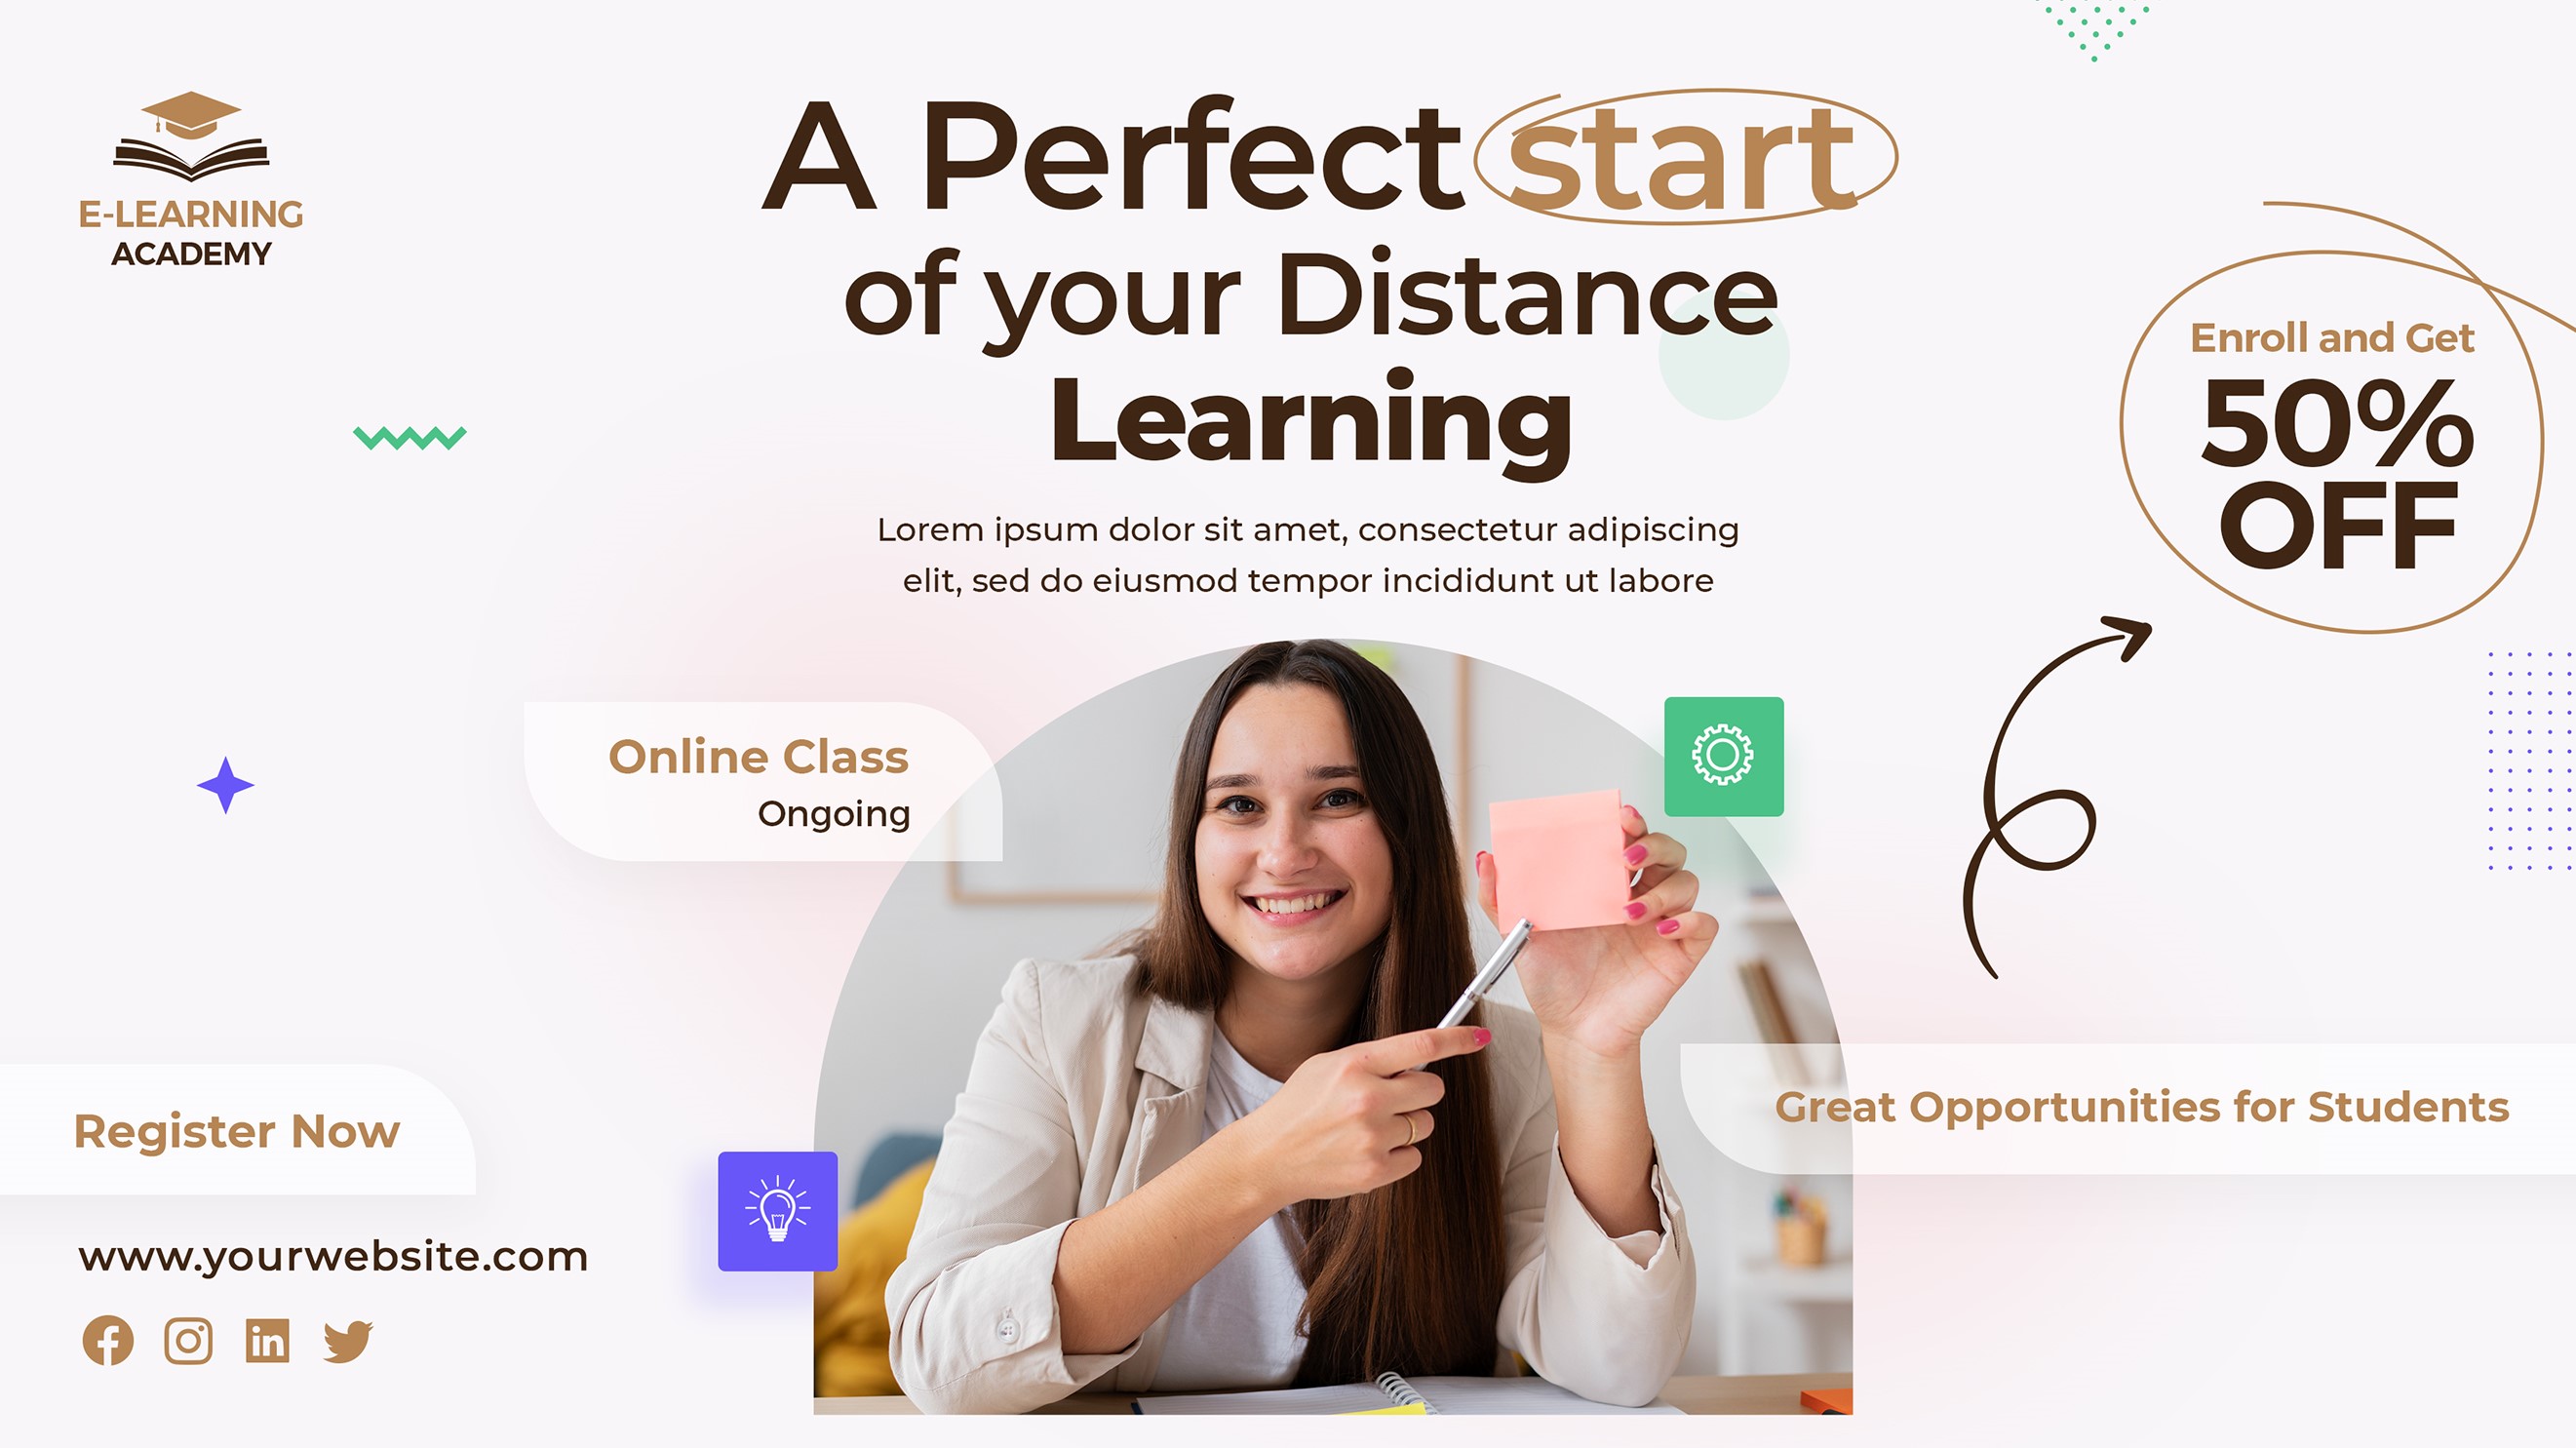 E-LEARNING
ACADEMY
A Perfect start
of your Distance
Learning
Lorem ipsum dolor sit amet, consectetur adipiscing
elit, sed do eiusmod tempor incididunt ut labore
Enroll and Get
50%
OFF
Online Class
Ongoing
Great Opportunities for Students
Register Now
www.yourwebsite.com